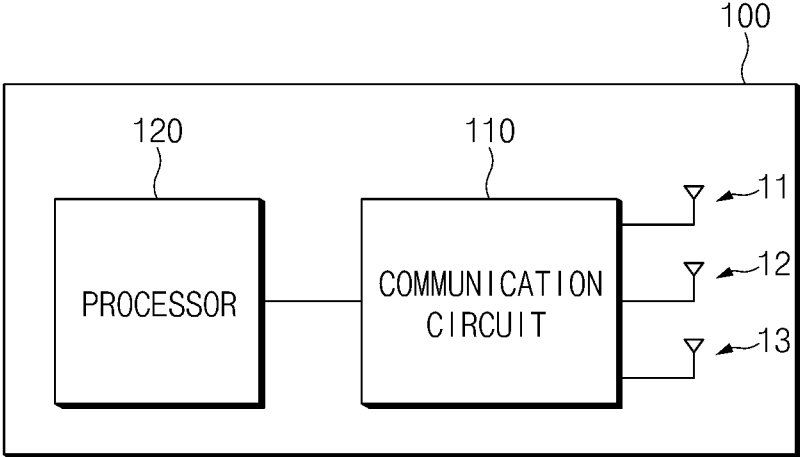 100
120
110
11
12
13
PROCESSOR
COMMUNICATION
CIRCUIT